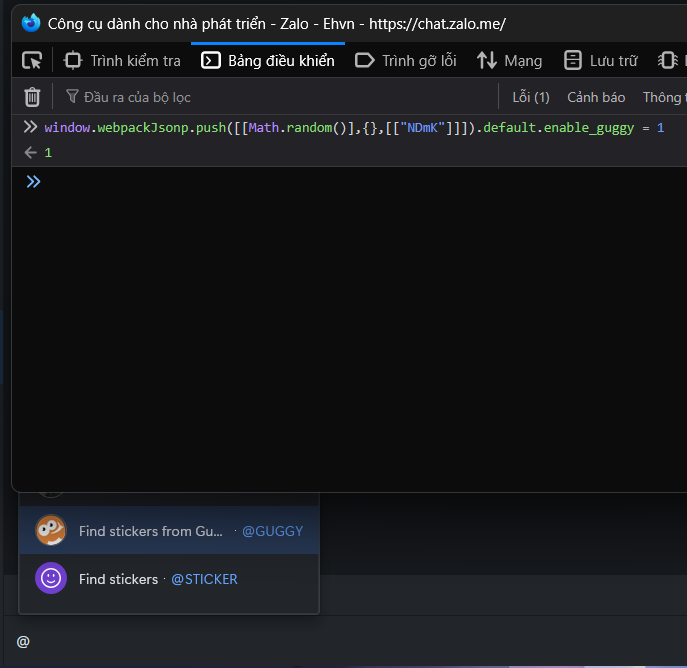 Công cụ dành cho nhà phát triển - Zalo - Ehvn - https://chat.zalo.me/
Trình kiểm tra Bảng điều khiển Trình gỡ lỗi Mạng Lưu trữ
Đầu ra của bộ lọc Lỗi (1) Cảnh báo Thông
window.webpackJsonp.push([[Math.random()],{},[["NDmK"]]]).default.enable_guggy = 1
1
Find stickers from Gu... · @GUGGY
Find stickers · @STICKER
@